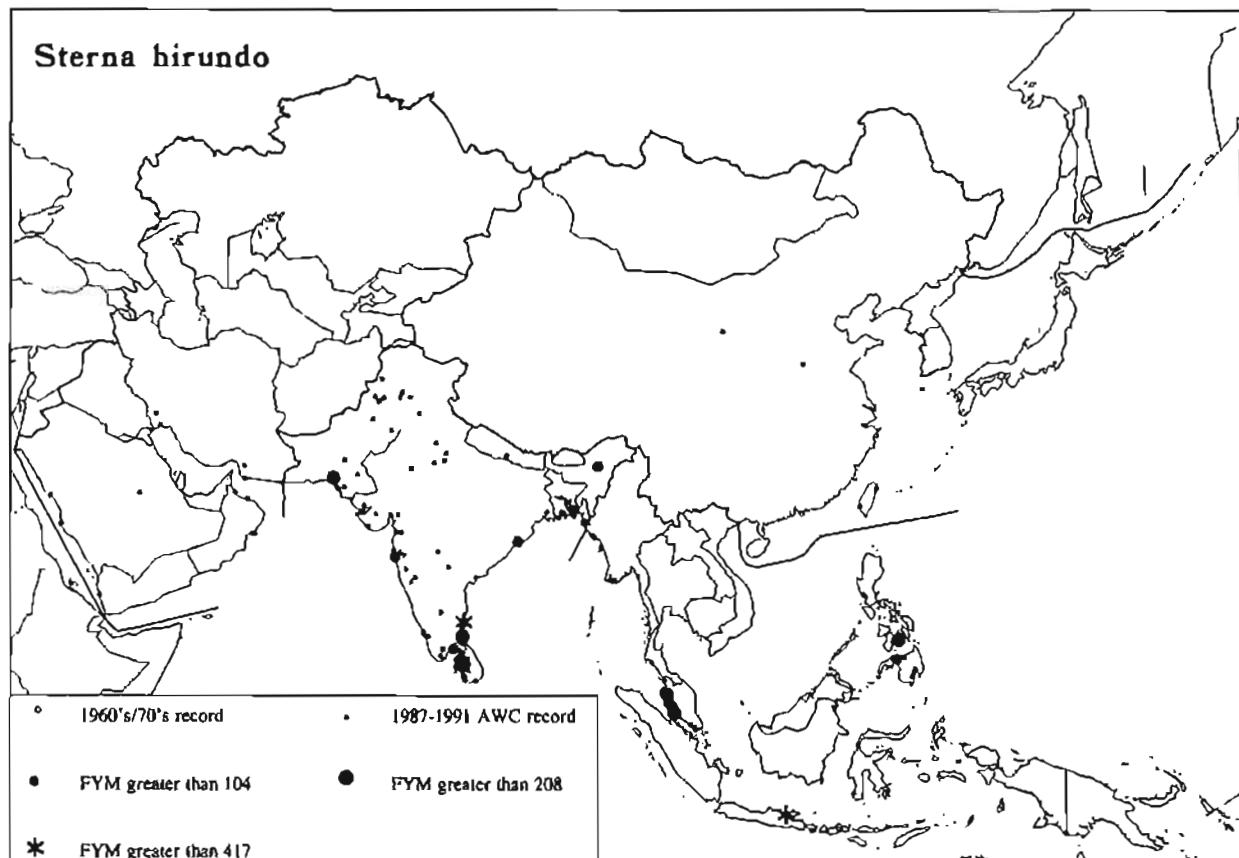 Sterna hirundo
1960's/70's record
1987-1991 AWC record
FYM greater than 104
FYM greater than 208
FYM greater than 417